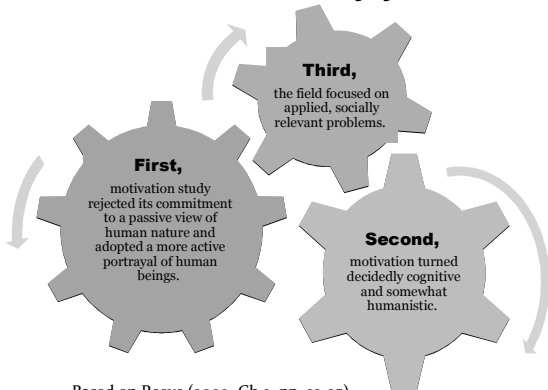 First,
motivation study
rejected its commitment
to a passive view of
human nature and
adopted a more active
portrayal of human
beings.
Second,
motivation turned
decidedly cognitive
and somewhat
humanistic.
Third,
the field focused on
applied, socially
relevant problems.
Based on